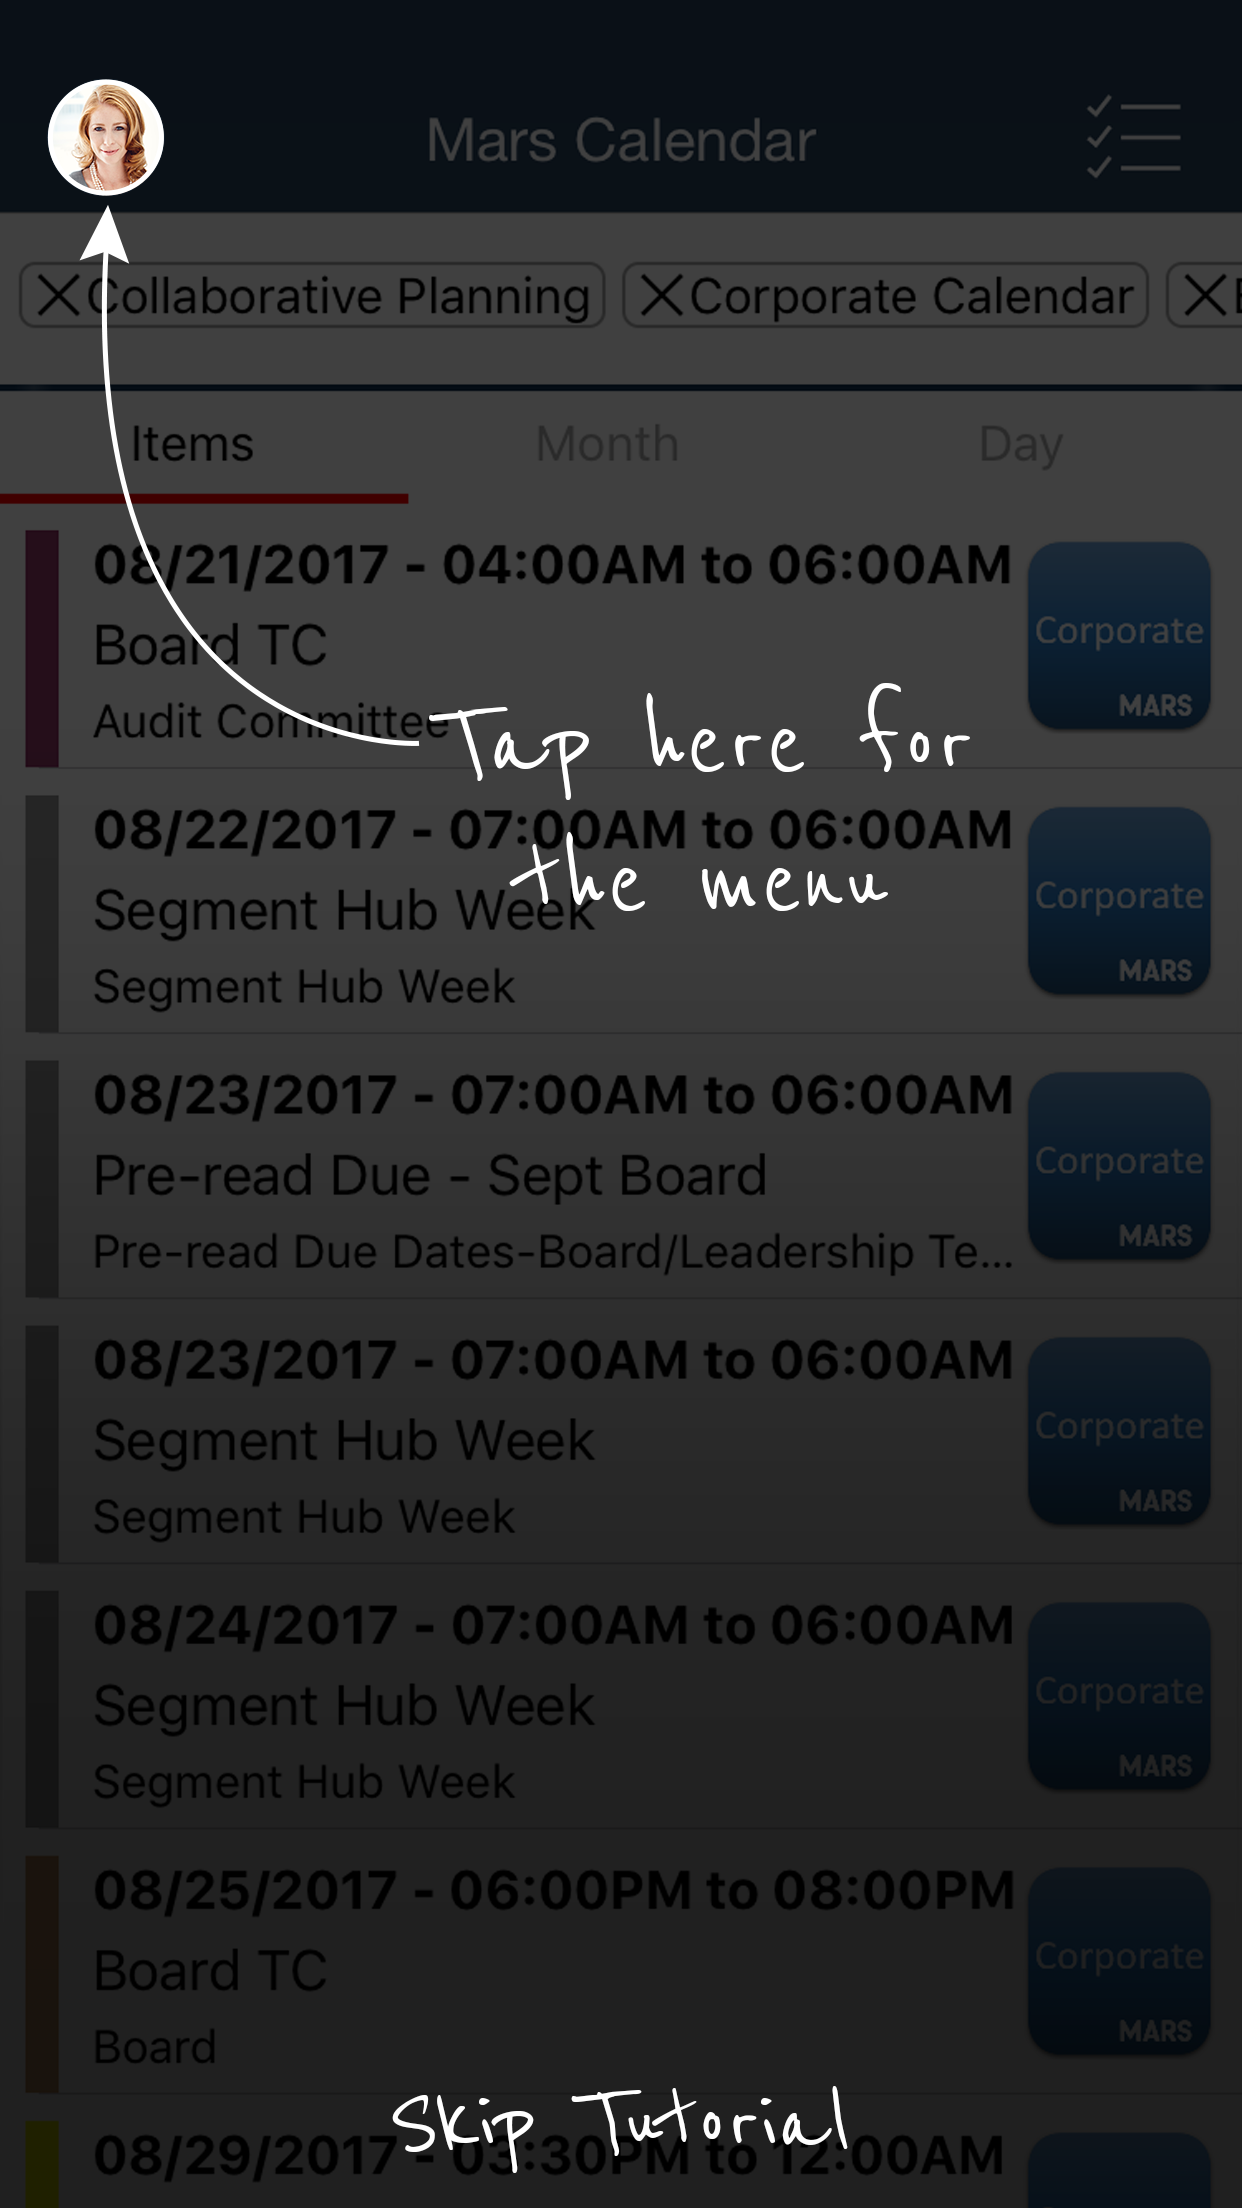 Mars Calendar
Collaborative Planning
Corporate Calendar
Items
Month
Day
08/21/2017 - 04:00AM to 06:00AM
Board TC
Audit Committee
Corporate
MARS
Tap here for
the menu
08/22/2017 - 07:00AM to 06:00AM
Segment Hub Week
Segment Hub Week
Corporate
MARS
08/23/2017 - 07:00AM to 06:00AM
Pre-read Due - Sept Board
Pre-read Due Dates-Board/Leadership Te...
Corporate
MARS
08/23/2017 - 07:00AM to 06:00AM
Segment Hub Week
Segment Hub Week
Corporate
MARS
08/24/2017 - 07:00AM to 06:00AM
Segment Hub Week
Segment Hub Week
Corporate
MARS
08/25/2017 - 06:00PM to 08:00PM
Board TC
Board
Corporate
MARS
Skip Tutorial
08/29/2017 - 03:30PM to 12:00AM